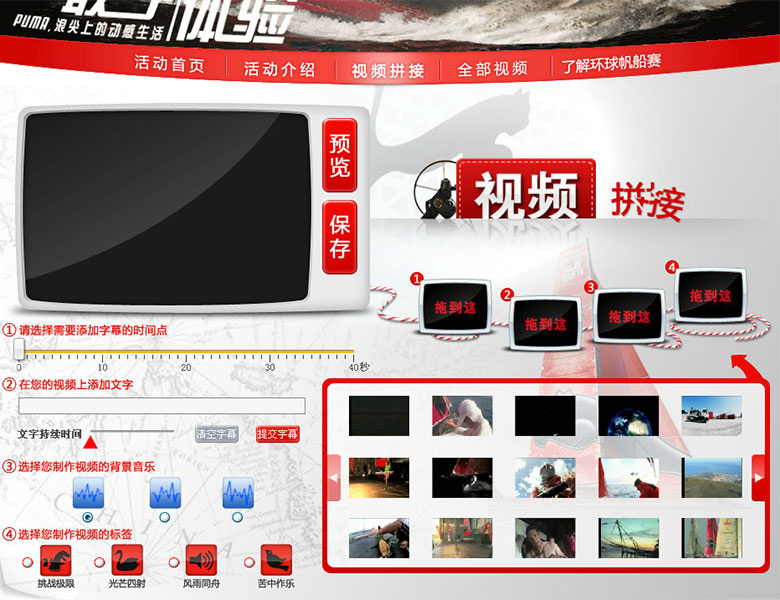 体验
PUMA,浪尖上的动感生活
活动首页
活动介绍
视频拼接
全部视频
了解环球帆船赛
预览
保存
视频 拼接
1
拖到这
2
拖到这
3
拖到这
4
拖到这
① 请选择需要添加字幕的时间点
0 10 20 30 40秒
② 在您的视频上添加文字
文字持续时间
清空字幕
提交字幕
③ 选择您制作视频的背景音乐
CHINA
④ 选择您制作视频的标签
挑战极限
光芒四射
风雨同舟
苦中作乐